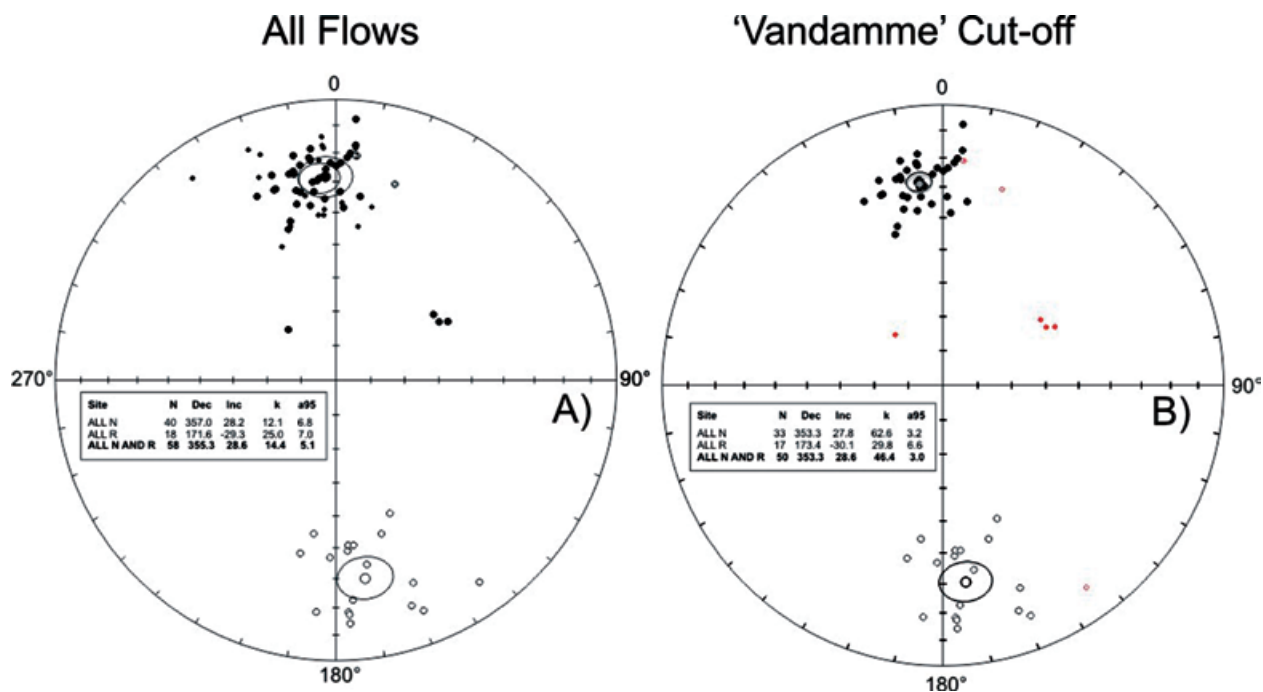 All Flows
'Vandamme' Cut-off
0
270°
90°
180°
A)
Site N Dec Inc k a95
ALL N 40 357.0 28.2 12.1 6.8
ALL R 18 171.6 -29.3 25.0 7.0
ALL N AND R 58 355.3 28.6 14.4 5.1
0
90°
180°
B)
Site N Dec Inc k a95
ALL N 33 353.3 27.8 62.6 3.2
ALL R 17 173.4 -30.1 29.8 6.6
ALL N AND R 50 353.3 28.6 46.4 3.0